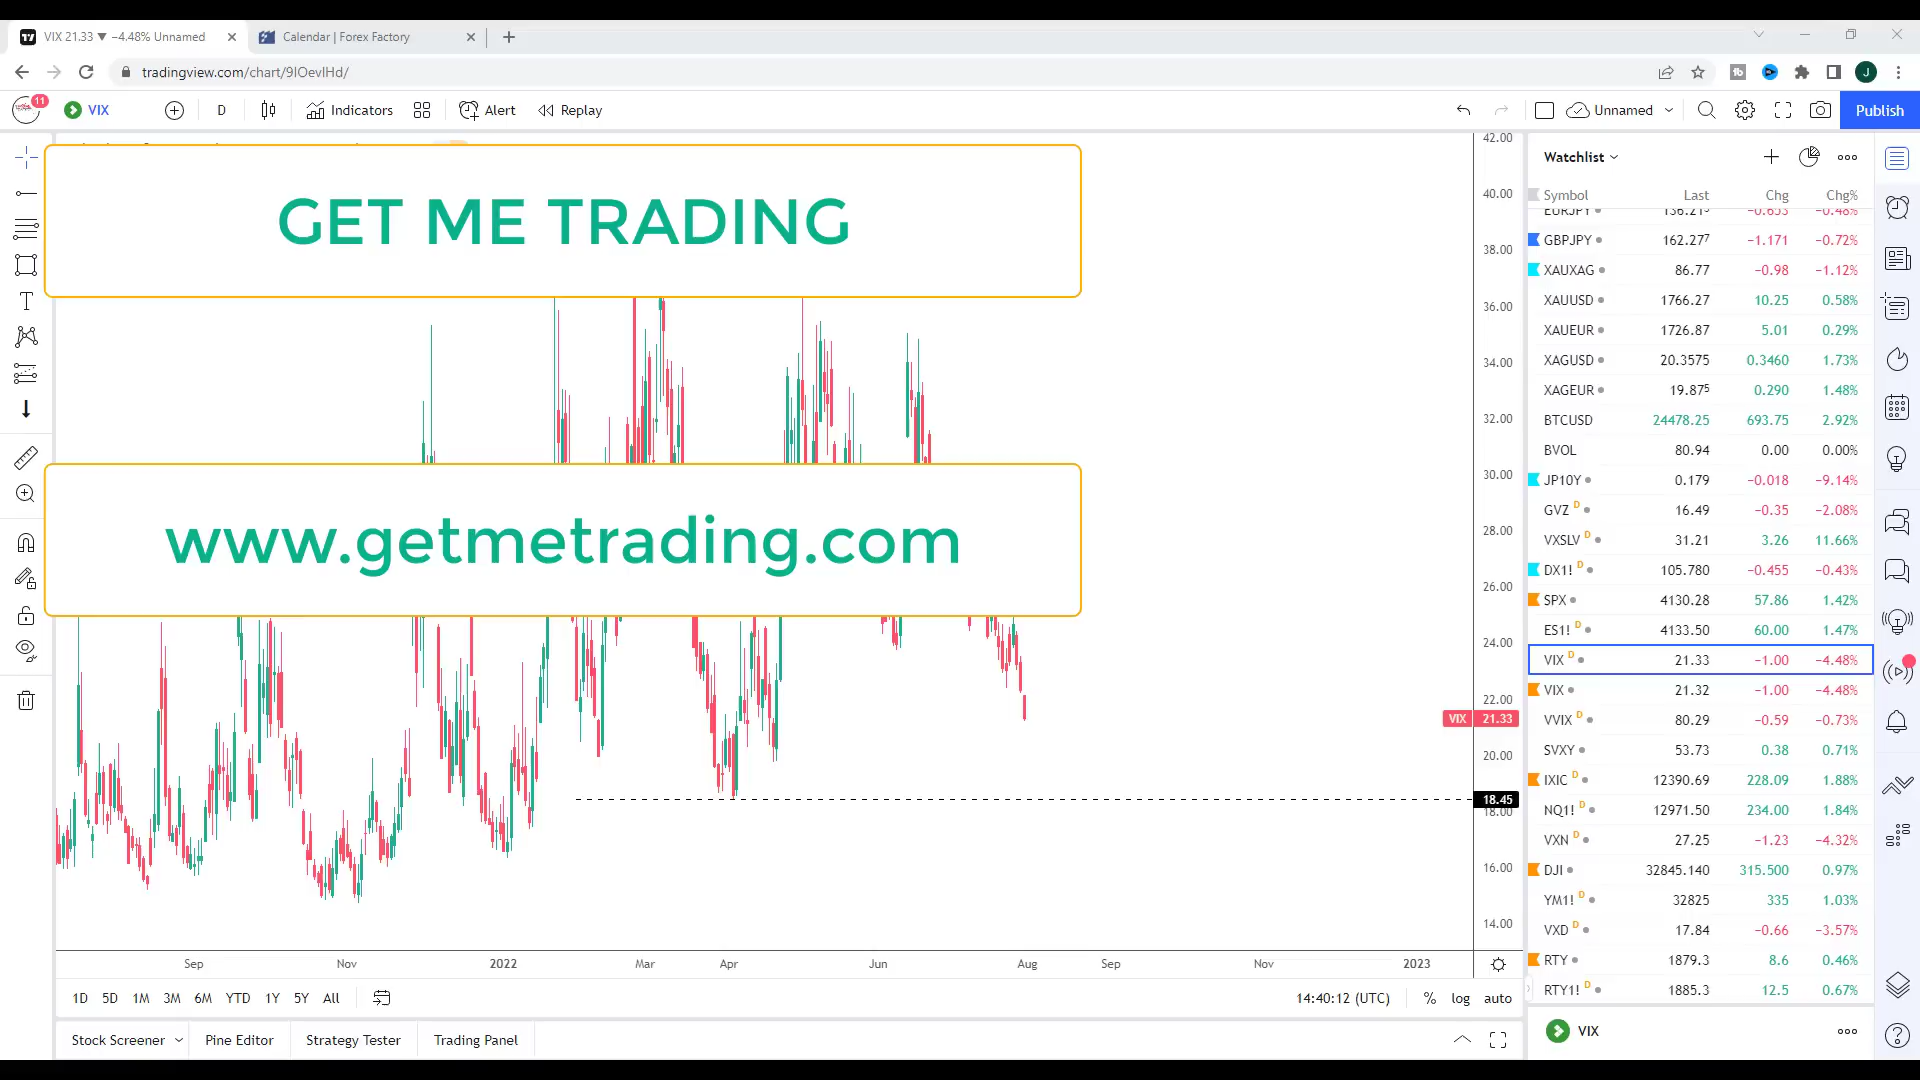 VIX 21.33 ▼ −4.48% Unnamed
Calendar | Forex Factory
tradingview.com/chart/9IOevIHd/
J
11
VIX
D
Indicators
Alert
Replay
Unnamed
Publish
GET ME TRADING
www.getmetrading.com
42.00
40.00
38.00
36.00
34.00
32.00
30.00
28.00
26.00
24.00
22.00
VIX 21.33
20.00
18.45
18.00
16.00
14.00
Sep Nov 2022 Mar Apr Jun Aug Sep Nov 2023
1D 5D 1M 3M 6M YTD 1Y 5Y All
14:40:12 (UTC) % log auto
Stock Screener Pine Editor Strategy Tester Trading Panel
Watchlist
Symbol Last Chg Chg%
EURJPY 136.215 −0.653 −0.48%
GBPJPY 162.277 −1.171 −0.72%
XAUXAG 86.77 −0.98 −1.12%
XAUUSD 1766.27 10.25 0.58%
XAUEUR 1726.87 5.01 0.29%
XAGUSD 20.3575 0.3460 1.73%
XAGEUR 19.875 0.290 1.48%
BTCUSD 24478.25 693.75 2.92%
BVOL 80.94 0.00 0.00%
JP10Y 0.179 −0.018 −9.14%
GVZ D 16.49 −0.35 −2.08%
VXSLV D 31.21 3.26 11.66%
DX1! D 105.780 −0.455 −0.43%
SPX 4130.28 57.86 1.42%
ES1! D 4133.50 60.00 1.47%
VIX D 21.33 −1.00 −4.48%
VIX 21.32 −1.00 −4.48%
VVIX D 80.29 −0.59 −0.73%
SVXY 53.73 0.38 0.71%
IXIC D 12390.69 228.09 1.88%
NQ1! D 12971.50 234.00 1.84%
VXN D 27.25 −1.23 −4.32%
DJI 32845.140 315.500 0.97%
YM1! D 32825 335 1.03%
VXD D 17.84 −0.66 −3.57%
RTY 1879.3 8.6 0.46%
RTY1! D 1885.3 12.5 0.67%
VIX